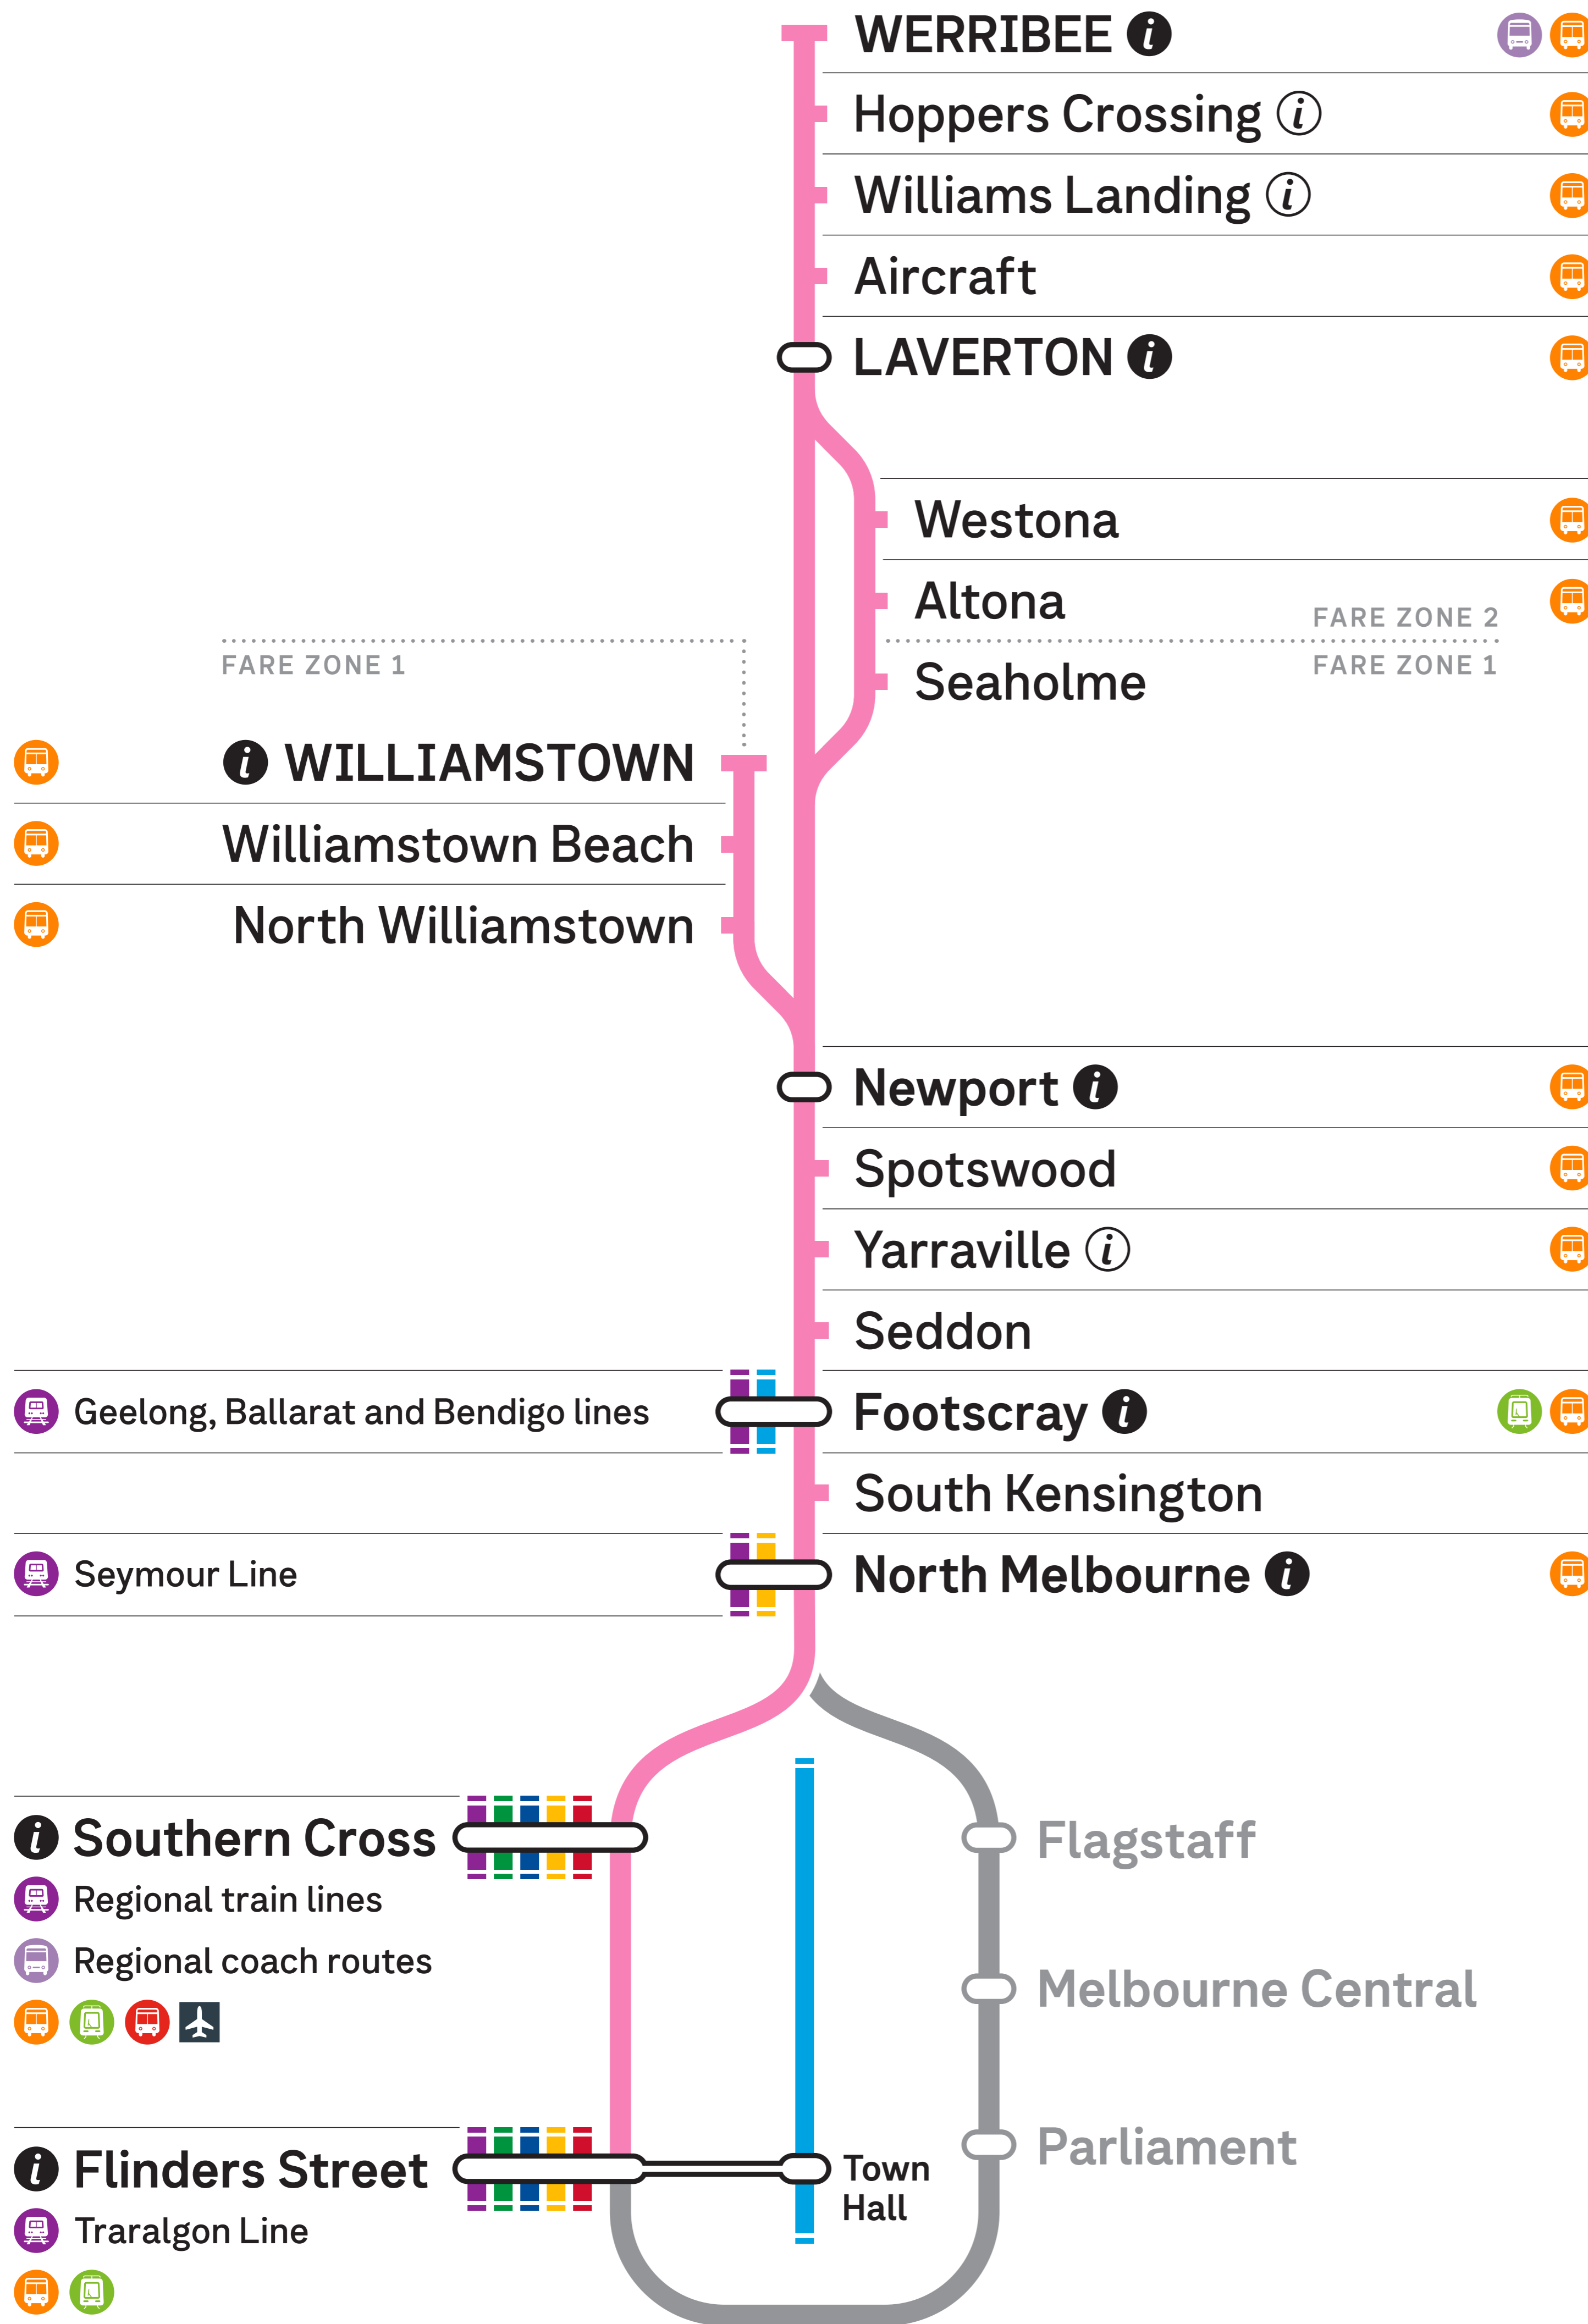 WERRIBEE i
Hoppers Crossing i
Williams Landing i
Aircraft
LAVERTON i
Westona
Altona
FARE ZONE 2
FARE ZONE 1
FARE ZONE 1
Seaholme
i WILLIAMSTOWN
Williamstown Beach
North Williamstown
Newport i
Spotswood
Yarraville i
Seddon
Geelong, Ballarat and Bendigo lines
Footscray i
South Kensington
Seymour Line
North Melbourne i
i Southern Cross
Flagstaff
Regional train lines
Regional coach routes
Melbourne Central
Parliament
i Flinders Street
Town
Hall
Traralgon Line